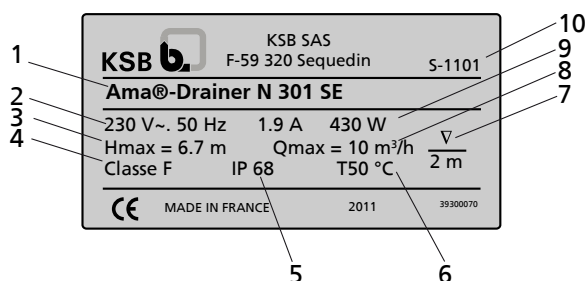 10
9
8
7
1
2
3
4
KSB b.
KSB SAS
F-59 320 Sequedin
S-1101
Ama®-Drainer N 301 SE
230 V~. 50 Hz 1.9 A 430 W
Hmax = 6.7 m Qmax = 10 m³/h
∇
2 m
Classe F IP 68 T50 °C
CE MADE IN FRANCE 2011 39300070
5
6